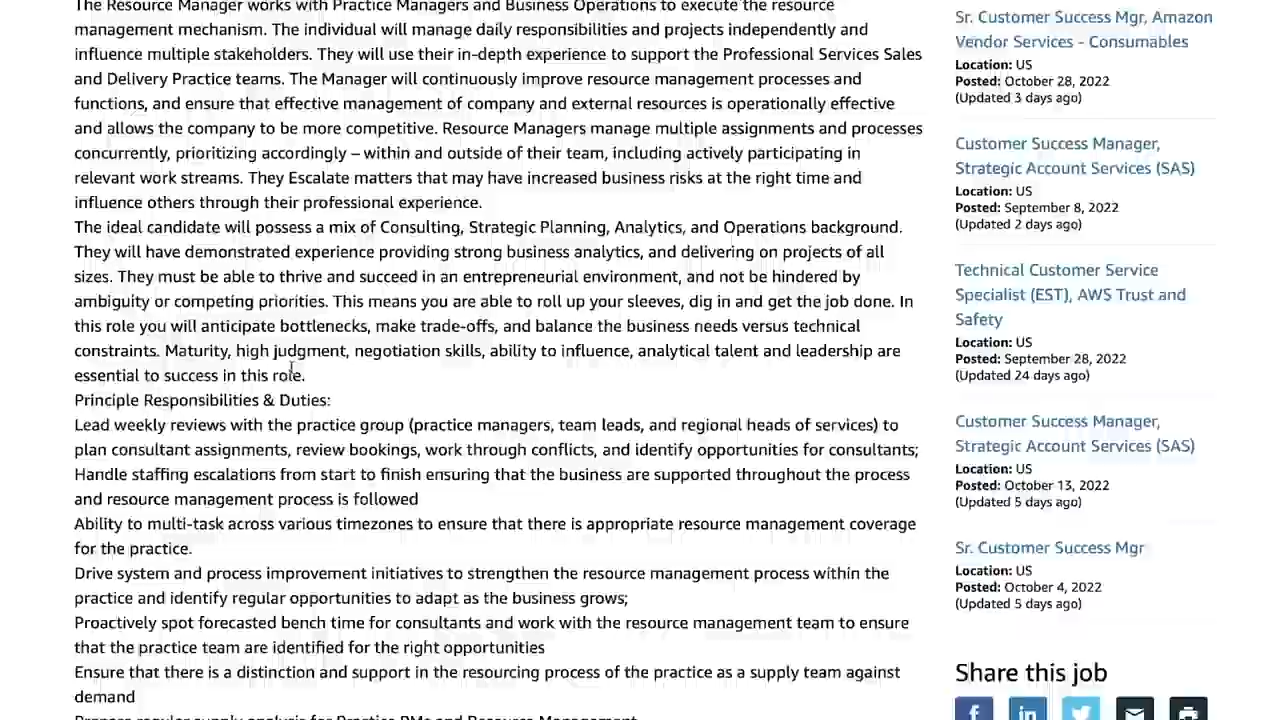 The Resource Manager works with Practice Managers and Business Operations to execute the resource
management mechanism. The individual will manage daily responsibilities and projects independently and
influence multiple stakeholders. They will use their in-depth experience to support the Professional Services Sales
and Delivery Practice teams. The Manager will continuously improve resource management processes and
functions, and ensure that effective management of company and external resources is operationally effective
and allows the company to be more competitive. Resource Managers manage multiple assignments and processes
concurrently, prioritizing accordingly – within and outside of their team, including actively participating in
relevant work streams. They Escalate matters that may have increased business risks at the right time and
influence others through their professional experience.
The ideal candidate will possess a mix of Consulting, Strategic Planning, Analytics, and Operations background.
They will have demonstrated experience providing strong business analytics, and delivering on projects of all
sizes. They must be able to thrive and succeed in an entrepreneurial environment, and not be hindered by
ambiguity or competing priorities. This means you are able to roll up your sleeves, dig in and get the job done. In
this role you will anticipate bottlenecks, make trade-offs, and balance the business needs versus technical
constraints. Maturity, high judgment, negotiation skills, ability to influence, analytical talent and leadership are
essential to success in this role.
Principle Responsibilities & Duties:
Lead weekly reviews with the practice group (practice managers, team leads, and regional heads of services) to
plan consultant assignments, review bookings, work through conflicts, and identify opportunities for consultants;
Handle staffing escalations from start to finish ensuring that the business are supported throughout the process
and resource management process is followed
Ability to multi-task across various timezones to ensure that there is appropriate resource management coverage
for the practice.
Drive system and process improvement initiatives to strengthen the resource management process within the
practice and identify regular opportunities to adapt as the business grows;
Proactively spot forecasted bench time for consultants and work with the resource management team to ensure
that the practice team are identified for the right opportunities
Ensure that there is a distinction and support in the resourcing process of the practice as a supply team against
demand
Prepare regular supply analysis for Practice PMs and Resource Management
Sr. Customer Success Mgr, Amazon
Vendor Services - Consumables
Location: US
Posted: October 28, 2022
(Updated 3 days ago)
Customer Success Manager,
Strategic Account Services (SAS)
Location: US
Posted: September 8, 2022
(Updated 2 days ago)
Technical Customer Service
Specialist (EST), AWS Trust and
Safety
Location: US
Posted: September 28, 2022
(Updated 24 days ago)
Customer Success Manager,
Strategic Account Services (SAS)
Location: US
Posted: October 13, 2022
(Updated 5 days ago)
Sr. Customer Success Mgr
Location: US
Posted: October 4, 2022
(Updated 5 days ago)
Share this job